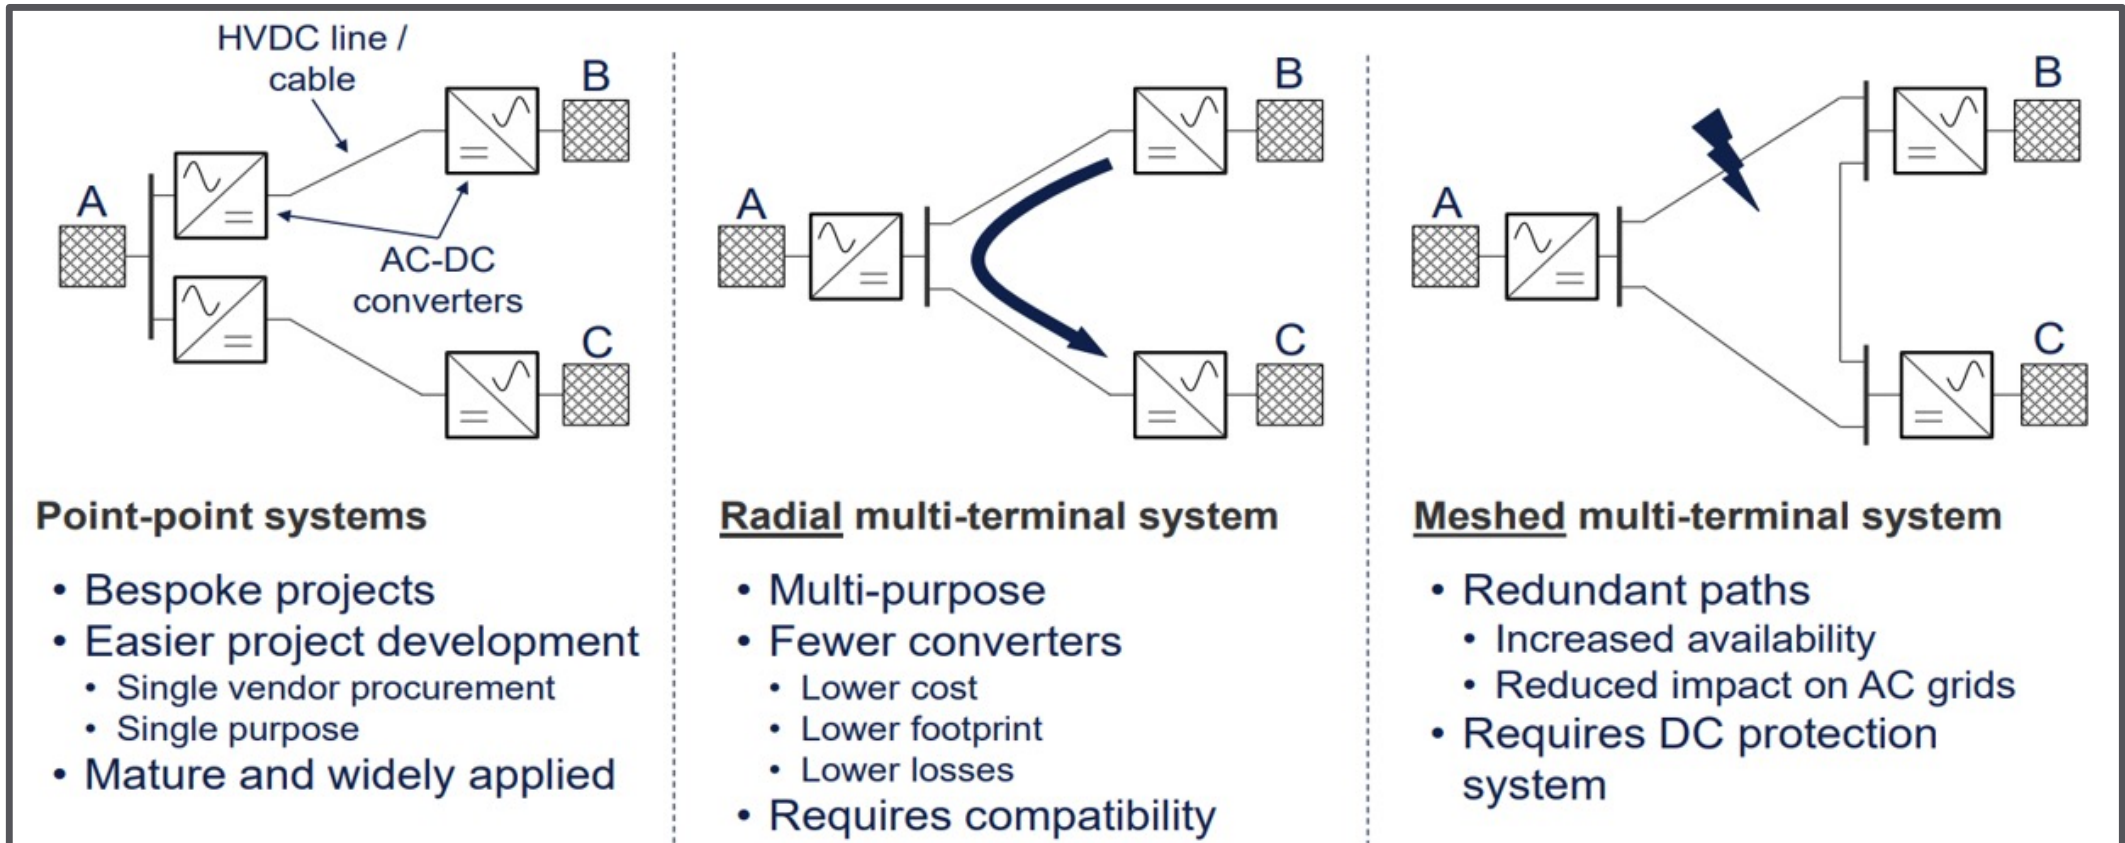 HVDC line /
cable
A
B
C
AC-DC
converters
Point-point systems
• Bespoke projects
• Easier project development
• Single vendor procurement
• Single purpose
• Mature and widely applied
A
B
C
Radial multi-terminal system
• Multi-purpose
• Fewer converters
• Lower cost
• Lower footprint
• Lower losses
• Requires compatibility
A
B
C
Meshed multi-terminal system
• Redundant paths
• Increased availability
• Reduced impact on AC grids
• Requires DC protection
system